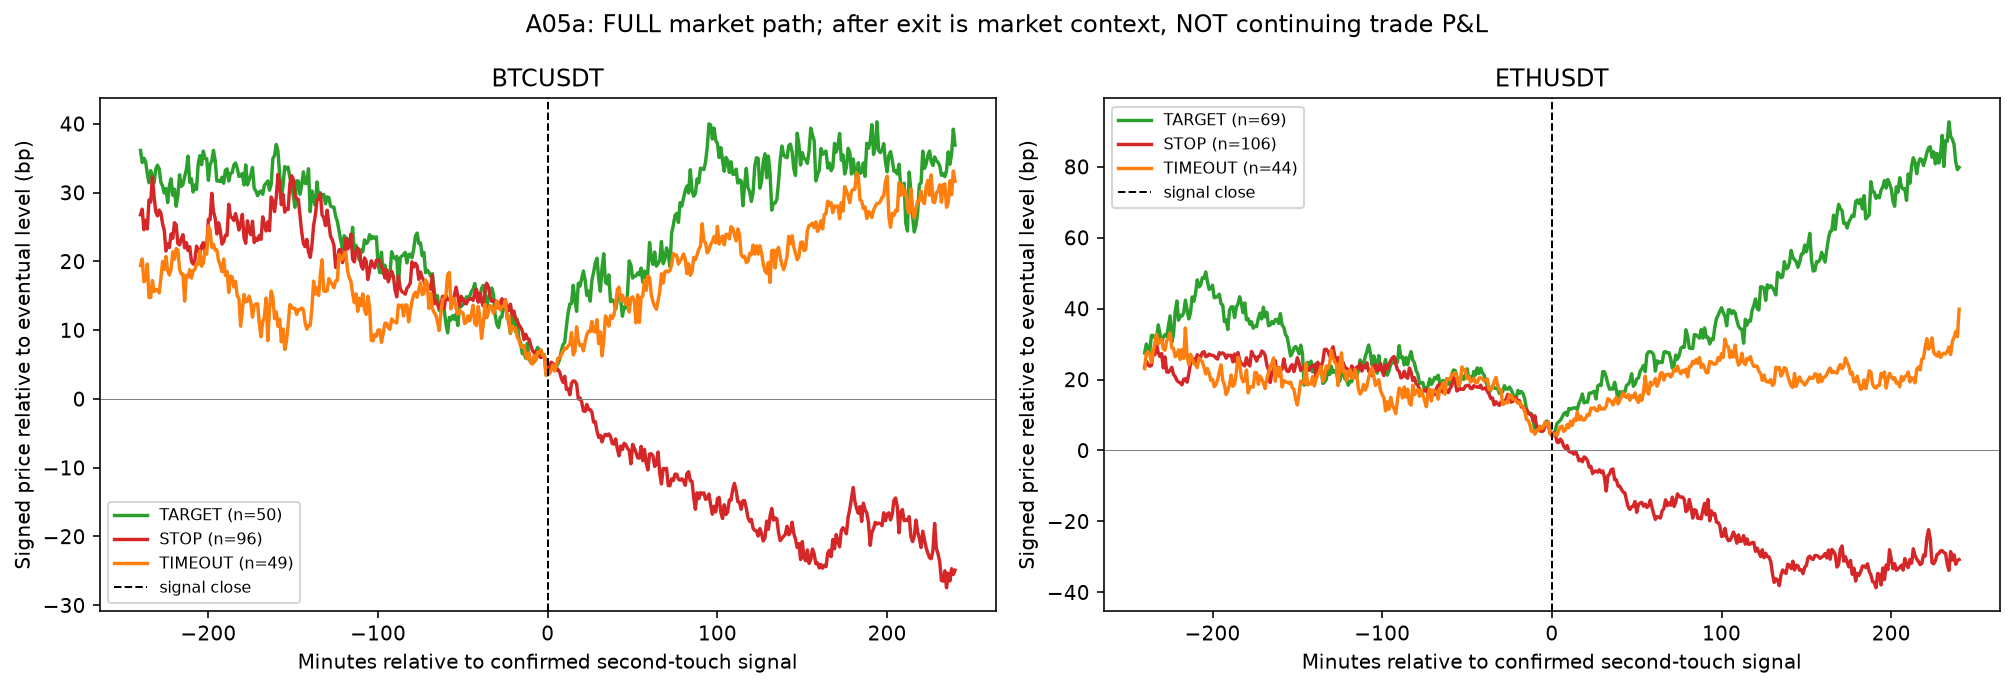 A05a: FULL market path; after exit is market context, NOT continuing trade P&L
BTCUSDT
Signed price relative to eventual level (bp)
40
30
20
10
0
−10
−20
−30
TARGET (n=50)
STOP (n=96)
TIMEOUT (n=49)
signal close
−200
−100
0
100
200
Minutes relative to confirmed second-touch signal
ETHUSDT
Signed price relative to eventual level (bp)
80
60
40
20
0
−20
−40
TARGET (n=69)
STOP (n=106)
TIMEOUT (n=44)
signal close
−200
−100
0
100
200
Minutes relative to confirmed second-touch signal